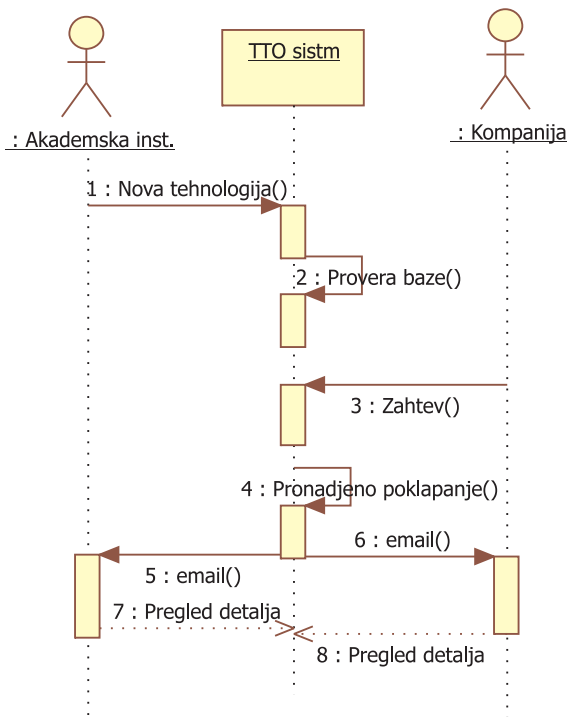 TTO sistm
: Akademska inst.
: Kompanija
1 : Nova tehnologija()
2 : Provera baze()
3 : Zahtev()
4 : Pronadjeno poklapanje()
6 : email()
5 : email()
7 : Pregled detalja
8 : Pregled detalja